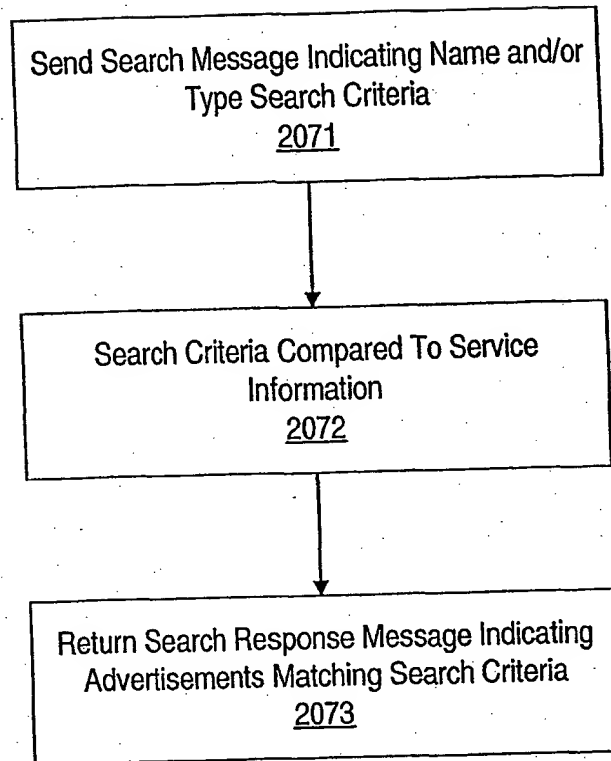 Send Search Message Indicating Name and/or
Type Search Criteria
2071
Search Criteria Compared To Service
Information
2072
Return Search Response Message Indicating
Advertisements Matching Search Criteria
2073